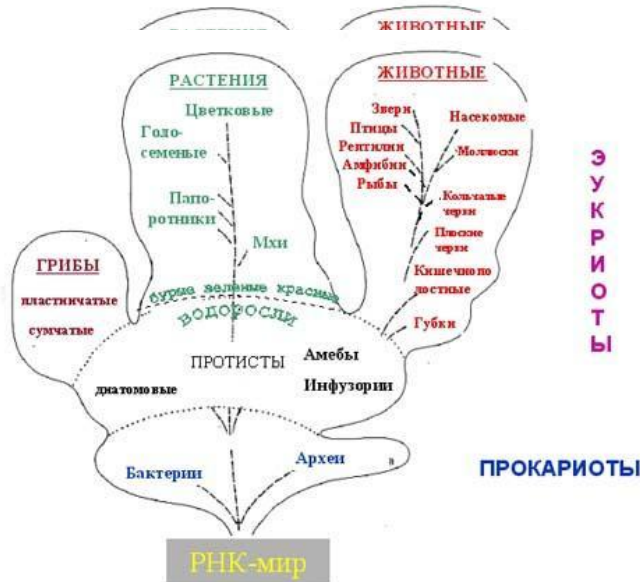 ЖИВОТНЫЕ
РАСТЕНИЯ
Цветковые
Голо-
семеные
Папо-
ротники
Мхи
ЖИВОТНЫЕ
Звери
Птицы
Рептилии
Амфибии
Рыбы
Насекомые
Моллюски
Кольчатые
черви
Плоские
черви
Кишечнопо
лостные
Губки
ГРИБЫ
пластинчатые
сумчатые
бурые зеленые красные
ВОДОРОСЛИ
ПРОТИСТЫ
Амебы
диатомовые
Инфузории
Бактерии
Археи
в
РНК-мир
ЭУКРИОТЫ
ПРОКАРИОТЫ